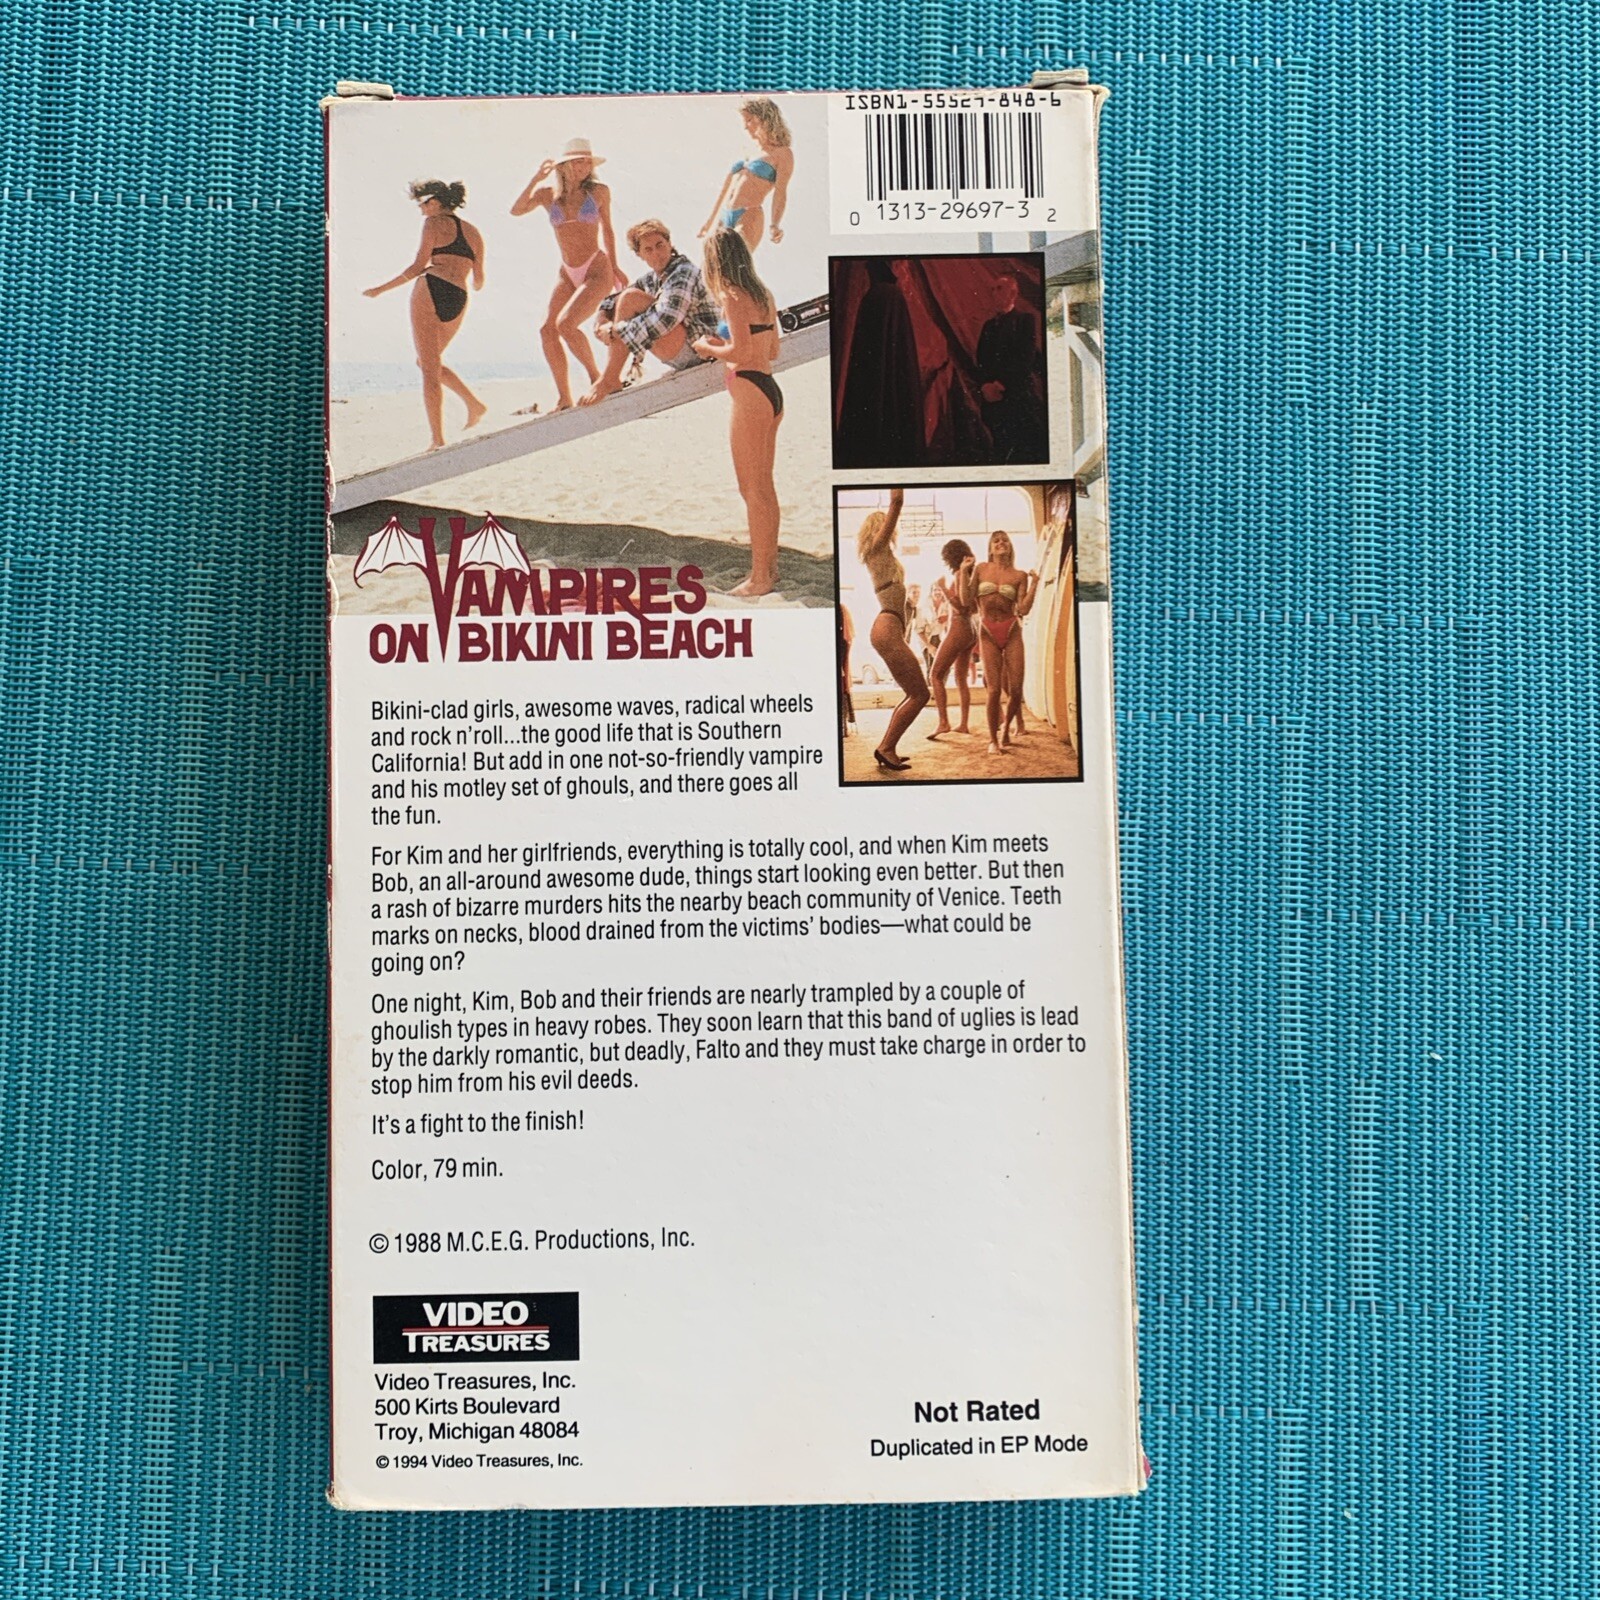 ISBN1-55527-848-6
0 1313-29697-3 2
VAMPIRES
ON BIKINI BEACH
Bikini-clad girls, awesome waves, radical wheels
and rock n'roll...the good life that is Southern
California! But add in one not-so-friendly vampire
and his motley set of ghouls, and there goes all
the fun.
For Kim and her girlfriends, everything is totally cool, and when Kim meets
Bob, an all-around awesome dude, things start looking even better. But then
a rash of bizarre murders hits the nearby beach community of Venice. Teeth
marks on necks, blood drained from the victims' bodies—what could be
going on?
One night, Kim, Bob and their friends are nearly trampled by a couple of
ghoulish types in heavy robes. They soon learn that this band of uglies is lead
by the darkly romantic, but deadly, Falto and they must take charge in order to
stop him from his evil deeds.
It's a fight to the finish!
Color, 79 min.
© 1988 M.C.E.G. Productions, Inc.
VIDEO
TREASURES
Video Treasures, Inc.
500 Kirts Boulevard
Troy, Michigan 48084
© 1994 Video Treasures, Inc.
Not Rated
Duplicated in EP Mode